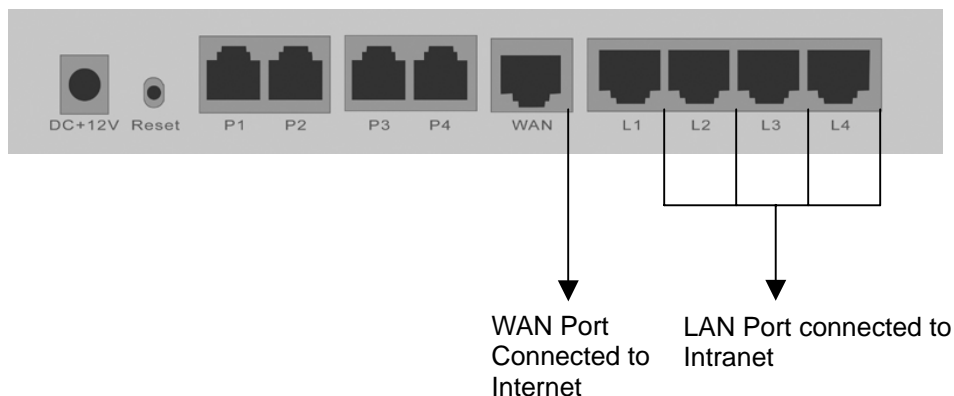 DC+12V Reset P1 P2 P3 P4 WAN L1 L2 L3 L4
WAN Port
Connected to
Internet
LAN Port connected to
Intranet